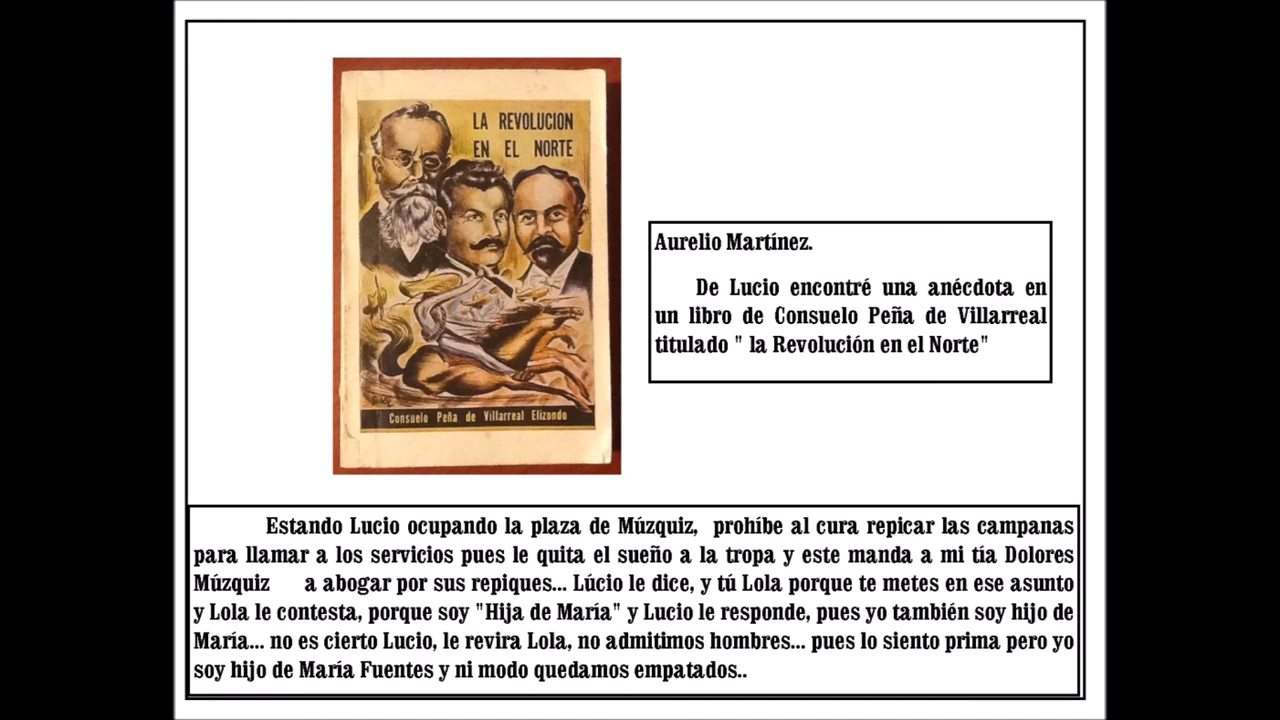 LA REVOLUCION
EN EL NORTE
Consuelo Peña de Villarreal Elizondo
Aurelio Martínez.
De Lucio encontré una anécdota en
un libro de Consuelo Peña de Villarreal
titulado " la Revolución en el Norte"
Estando Lucio ocupando la plaza de Múzquiz, prohíbe al cura repicar las campanas
para llamar a los servicios pues le quita el sueño a la tropa y este manda a mi tía Dolores
Múzquiz a abogar por sus repiques... Lúcio le dice, y tú Lola porque te metes en ese asunto
y Lola le contesta, porque soy "Hija de María" y Lucio le responde, pues yo también soy hijo de
María... no es cierto Lucio, le revira Lola, no admitimos hombres... pues lo siento prima pero yo
soy hijo de María Fuentes y ni modo quedamos empatados..